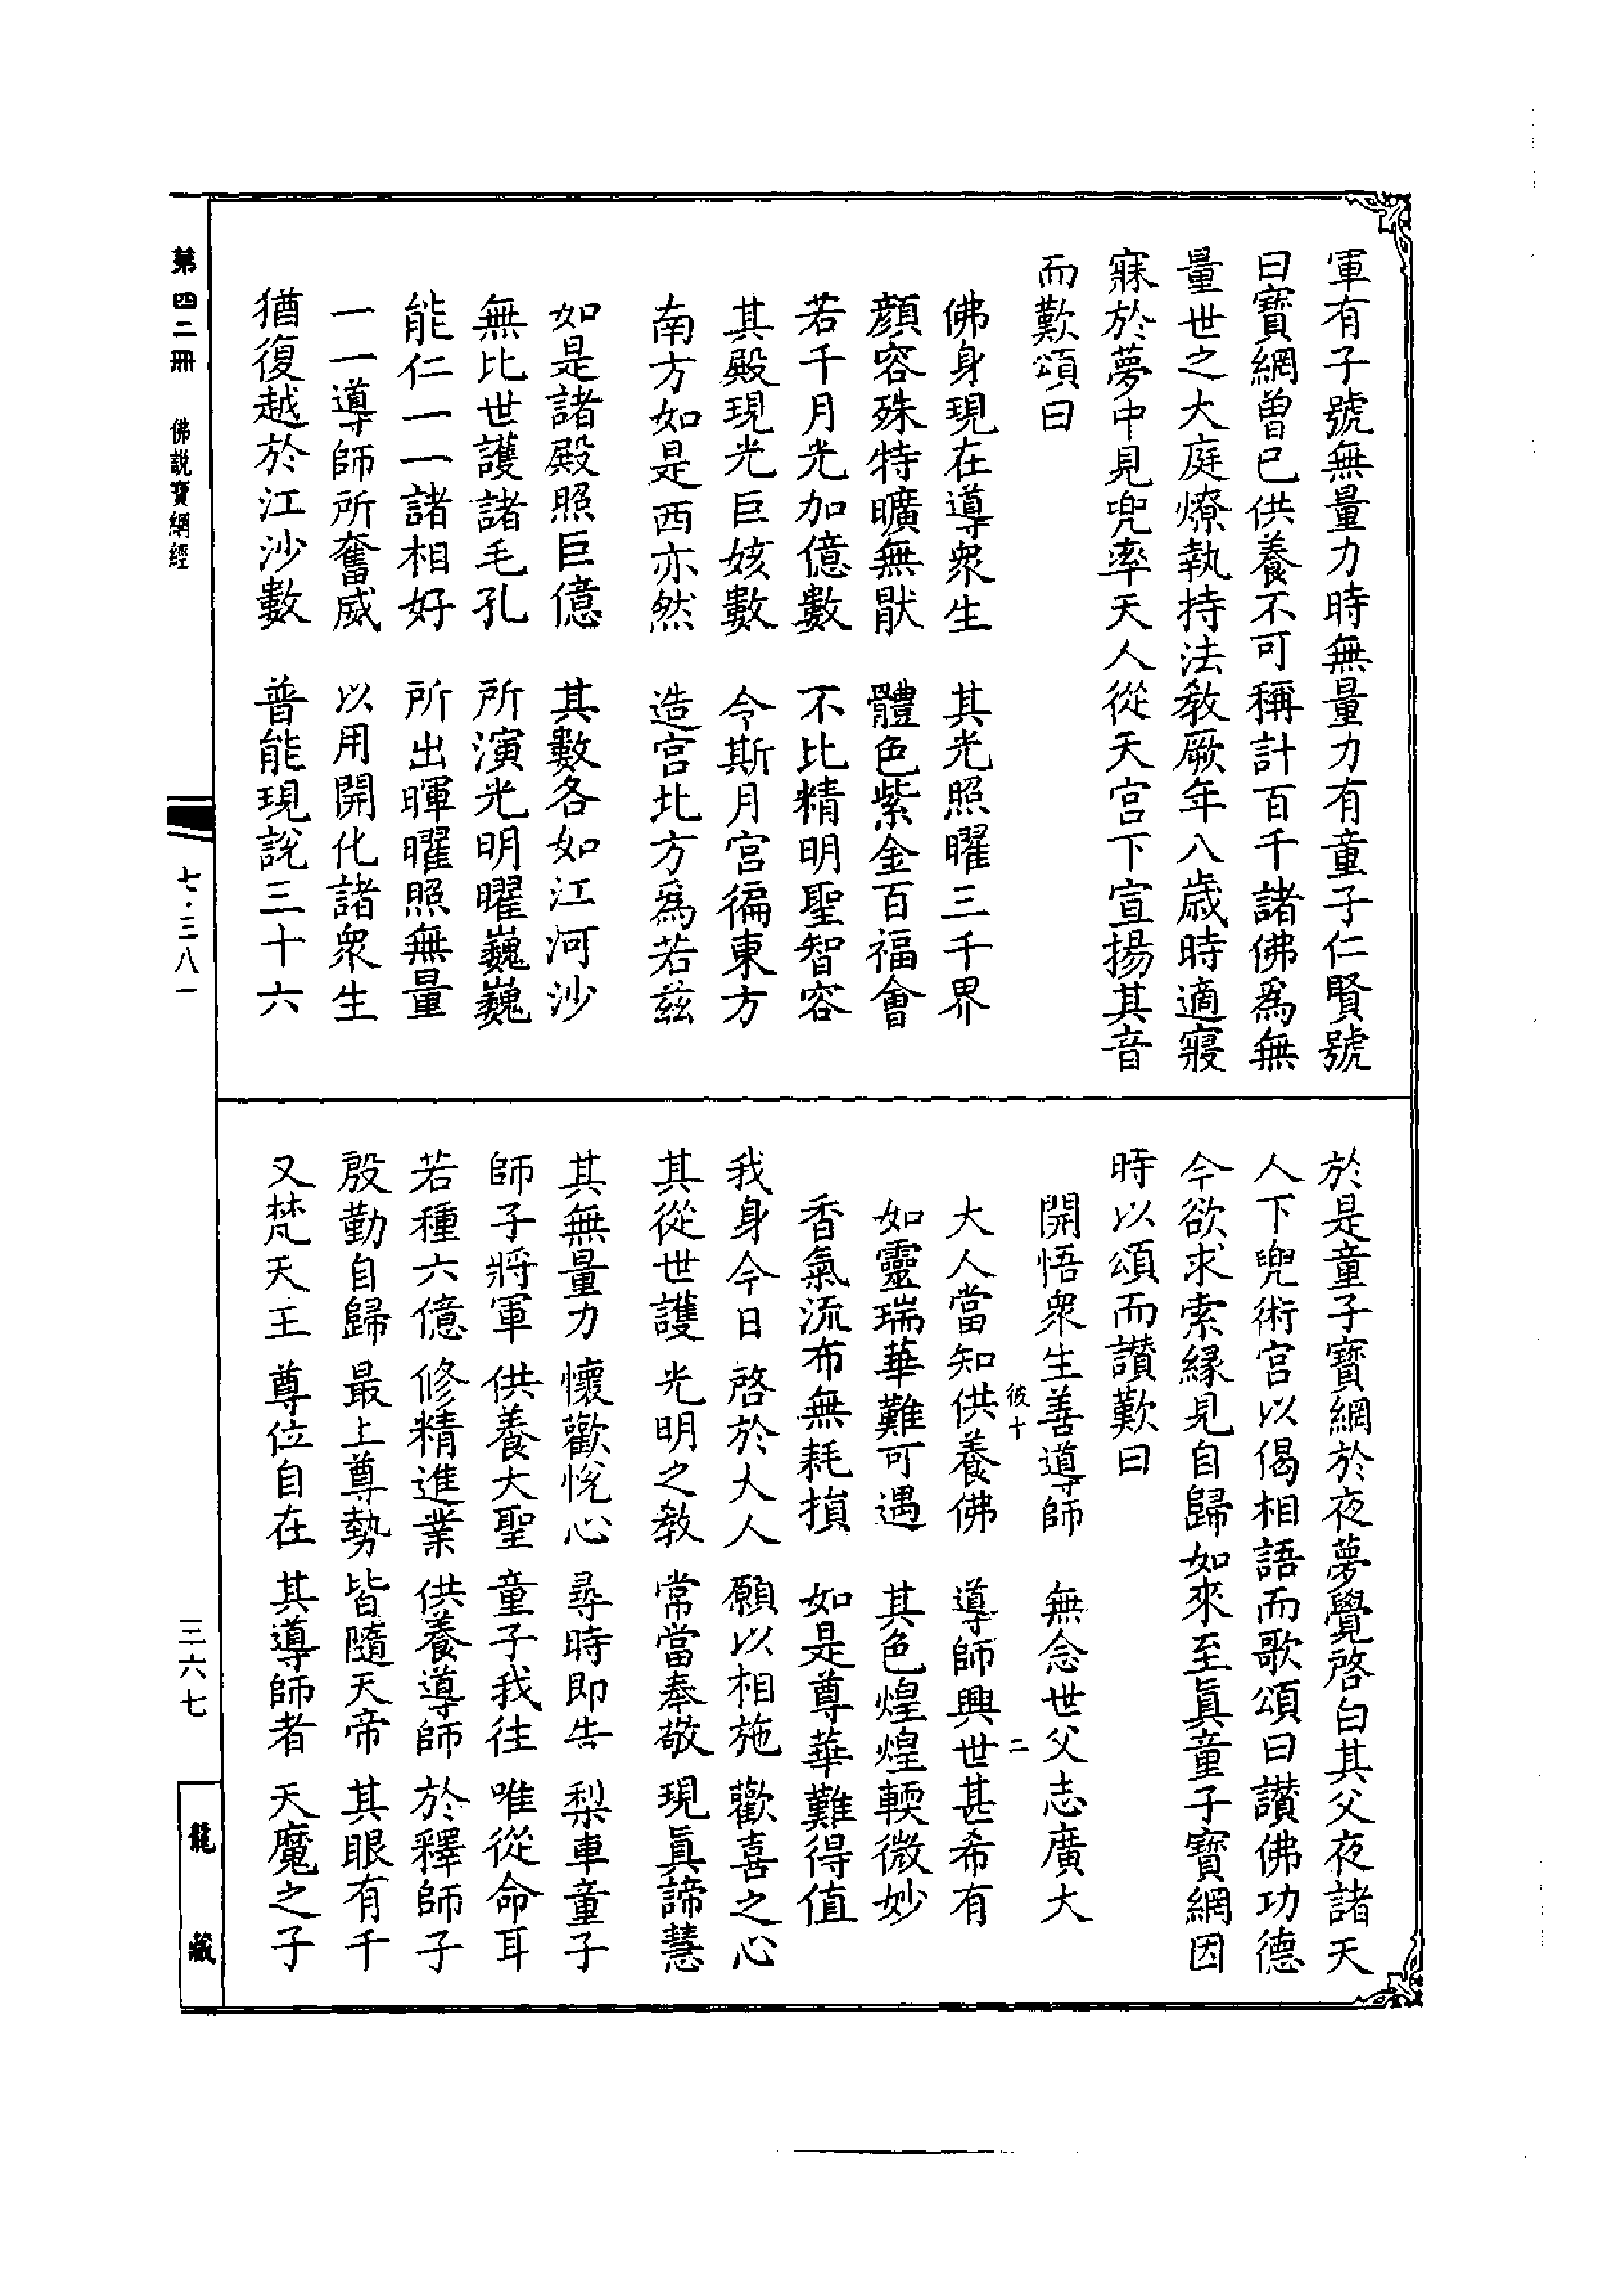 軍有子號無量力時無量力有童子仁賢號
曰寶網曾已供養不可稱計百千諸佛爲無
量世之大庭燎執持法教厥年八歲時適寢
寐於夢中見兜率天人從天宮下宣揚其音
而歎頌曰
佛身現在導衆生　其光照曜三千界
顏容殊特曠無猒　體色紫金百福會
若千月光加億數　不比精明聖智容
其殿現光巨姟數　令斯月宮徧東方
南方如是西亦然　造宮北方爲若茲
如是諸殿照巨億　其數各如江河沙
無比世護諸毛孔　所演光明曜巍巍
能仁一一諸相好　所出暉曜照無量
一一導師所奮威　以用開化諸衆生
猶復越於江沙數　普能現說三十六
於是童子寶網於夜夢覺啓白其父夜諸天
人下兜術宮以偈相語而歌頌曰讚佛功德
今欲求索緣見自歸如來至眞童子寶網因
時以頌而讚歎曰
開悟衆生善導師　無念世父志廣大
彼十　二
大人當知供養佛　導師興世甚希有
如靈瑞華難可遇　其色煌煌輭微妙
香氣流布無耗損　如是尊華難得值
我身今日　啓於大人　願以相施　歡喜之心
其從世護　光明之教　常當奉敬　現眞諦慧
其無量力　懷歡悅心　尋時即告　梨車童子
師子將軍　供養大聖　童子我往　唯從命耳
若種六億　修精進業　供養導師　於釋師子
殷勤自歸　最上尊勢　皆隨天帝　其眼有千
又梵天王　尊位自在　其導師者　天魔之子
第四二冊　佛說寶網經　七·三八一　三六七　龍藏